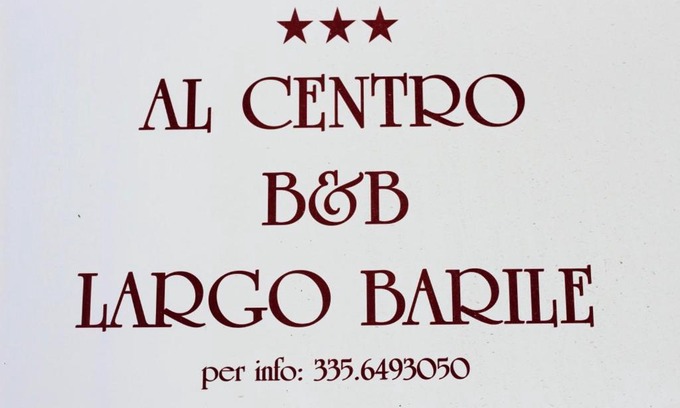 ★★★
AL CENTRO
B&B
LARGO BARILE
per info: 335.6493050